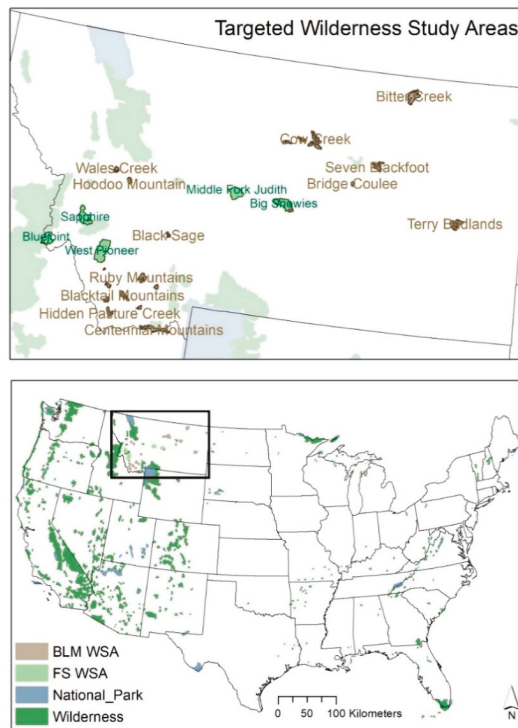 Targeted Wilderness Study Areas
Bitter Creek
Cow Creek
Wales Creek
Seven Blackfoot
Hoodoo Mountain
Middle Fork Judith
Bridge Coulee
Big Snowies
Sapphire
Terry Badlands
Bluejoint
Black Sage
West Pioneer
Ruby Mountains
Blacktail Mountains
Hidden Pasture Creek
Centennial Mountains
BLM WSA
FS WSA
National_Park
Wilderness
0 50 100 Kilometers
N